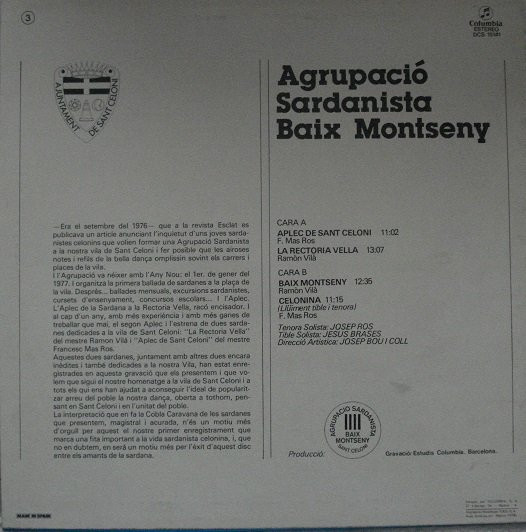 3
Columbia
ESTEREO
AJUNTAMENT
DE SANT CELONI
Agrupació
Sardanista
Baix Montseny
—Era el setembre del 1976— que a la revista Esclat es
publicava un article anunciant l'inquietut d'uns joves sarda-
nistes celonins que volien formar una Agrupació Sardanista
a la nostra vila de Sant Celoni i fer posible que les airoses
notes i refils de la bella dança omplissin sovint els carrers i
places de la vila.
I l'Agrupació va néixer amb l'Any Nou: el 1er. de gener del
1977. I organitza la primera ballada de sardanes a la plaça de
la vila. Després... ballades mensuals, excursions sardanistes,
cursets d'ensenyament, concursos escolars... I l'Aplec.
L'Aplec de la Sardana a la Rectoria Vella, racó encisador. I
al cap d'un any, amb més experiència i amb més ganes de
treballar que mai, el segon Aplec i l'estrena de dues sarda-
nes dedicades a la vila de Sant Celoni: "La Rectoria Vella"
del mestre Ramon Vilà i "Aplec de Sant Celoni" del mestre
Francesc Mas Ros.
Aquestes dues sardanes, juntament amb altres dues encara
inèdites i també dedicades a la nostra Vila, han estat enre-
gistrades en aquesta gravació que els presentem i que vo-
lem que sigui el nostre homenatge a la vila de Sant Celoni i a
tots els qui ens han ajudat a aconseguir l'ideal de popularit-
zar arreu del poble la nostra dança, oberta a tothom, pen-
sant en Sant Celoni i en l'unitat del poble.
La interpretació que en fa la Cobla Caravana de les sardanes
que presentem, magistral i acurada, n'és un motiu més
d'orgull per aquest el nostre primer enregistrament que
marca una fita important a la vida sardanista celonina, i, que
no en dubtem, en serà un motiu més per l'èxit d'aquest disc
entre els amants de la sardana.
CARA A
APLEC DE SANT CELONI 11:02
F. Mas Ros
LA RECTORIA VELLA 13:07
Ramòn Vilà
CARA B
BAIX MONTSENY 12:35
Ramòn Vilà
CELONINA 11:15
(Lluïment tible i tenora)
F. Mas Ros
Tenora Solista: JOSEP ROS
Tible Solista: JESUS BRASES
Direcció Artística: JOSEP BOU I COLL
Producció:
AGRUPACIÓ SARDANISTA
BAIX
MONTSENY
SANT CELONI
Gravació: Estudis Columbia. Barcelona.
MADE IN SPAIN